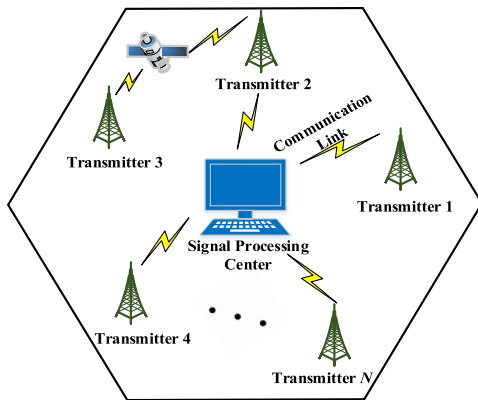 Transmitter 2
Transmitter 3
Communication
Link
Transmitter 1
Signal Processing
Center
Transmitter 4
Transmitter N